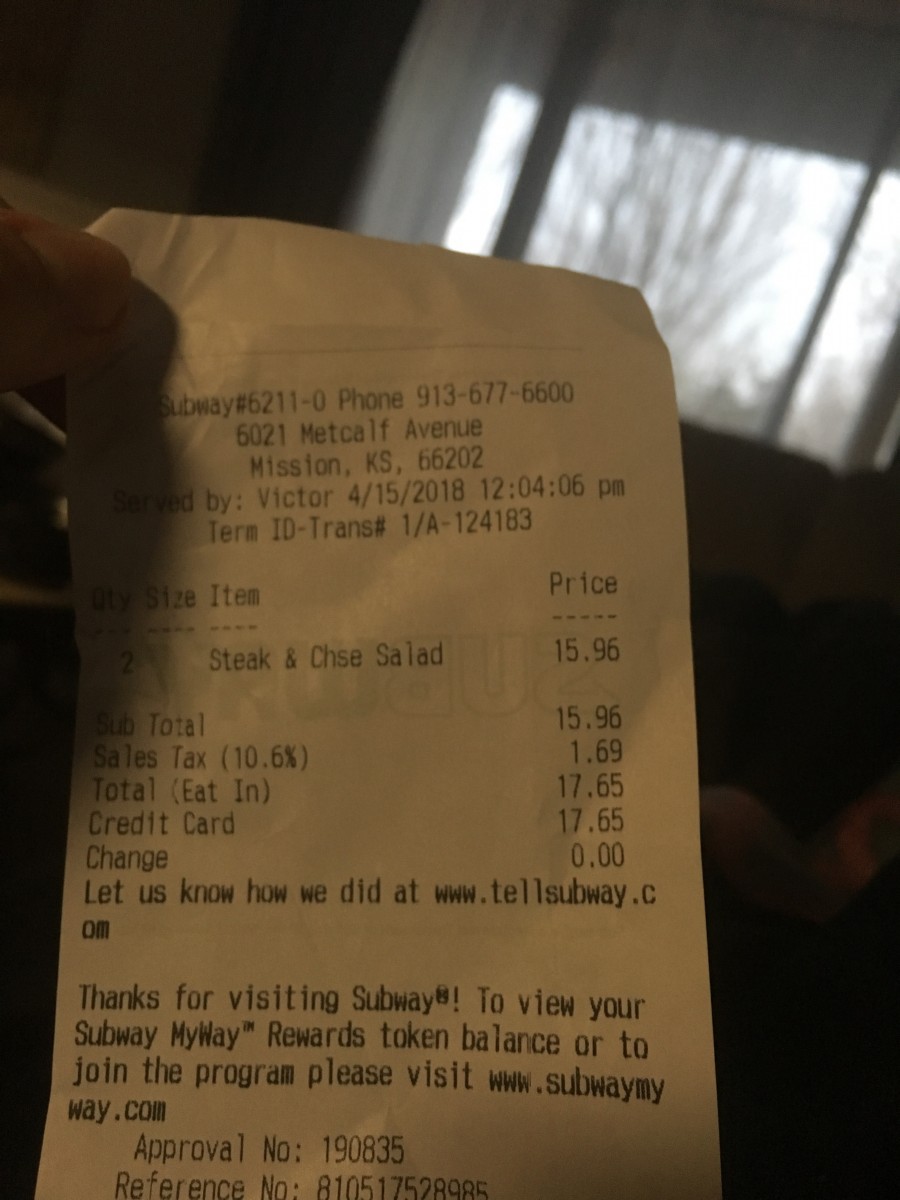 Subway#6211-0 Phone 913-677-6600
6021 Metcalf Avenue
Mission, KS, 66202
Served by: Victor 4/15/2018 12:04:06 pm
Term ID-Trans# 1/A-124183
Qty Size Item Price
--- ---- ---- -----
2 Steak & Chse Salad 15.96
Sub Total 15.96
Sales Tax (10.6%) 1.69
Total (Eat In) 17.65
Credit Card 17.65
Change 0.00
Let us know how we did at www.tellsubway.c
om
Thanks for visiting Subway®! To view your
Subway MyWay™ Rewards token balance or to
join the program please visit www.subwaymy
way.com
Approval No: 190835
Reference No: 810517528985